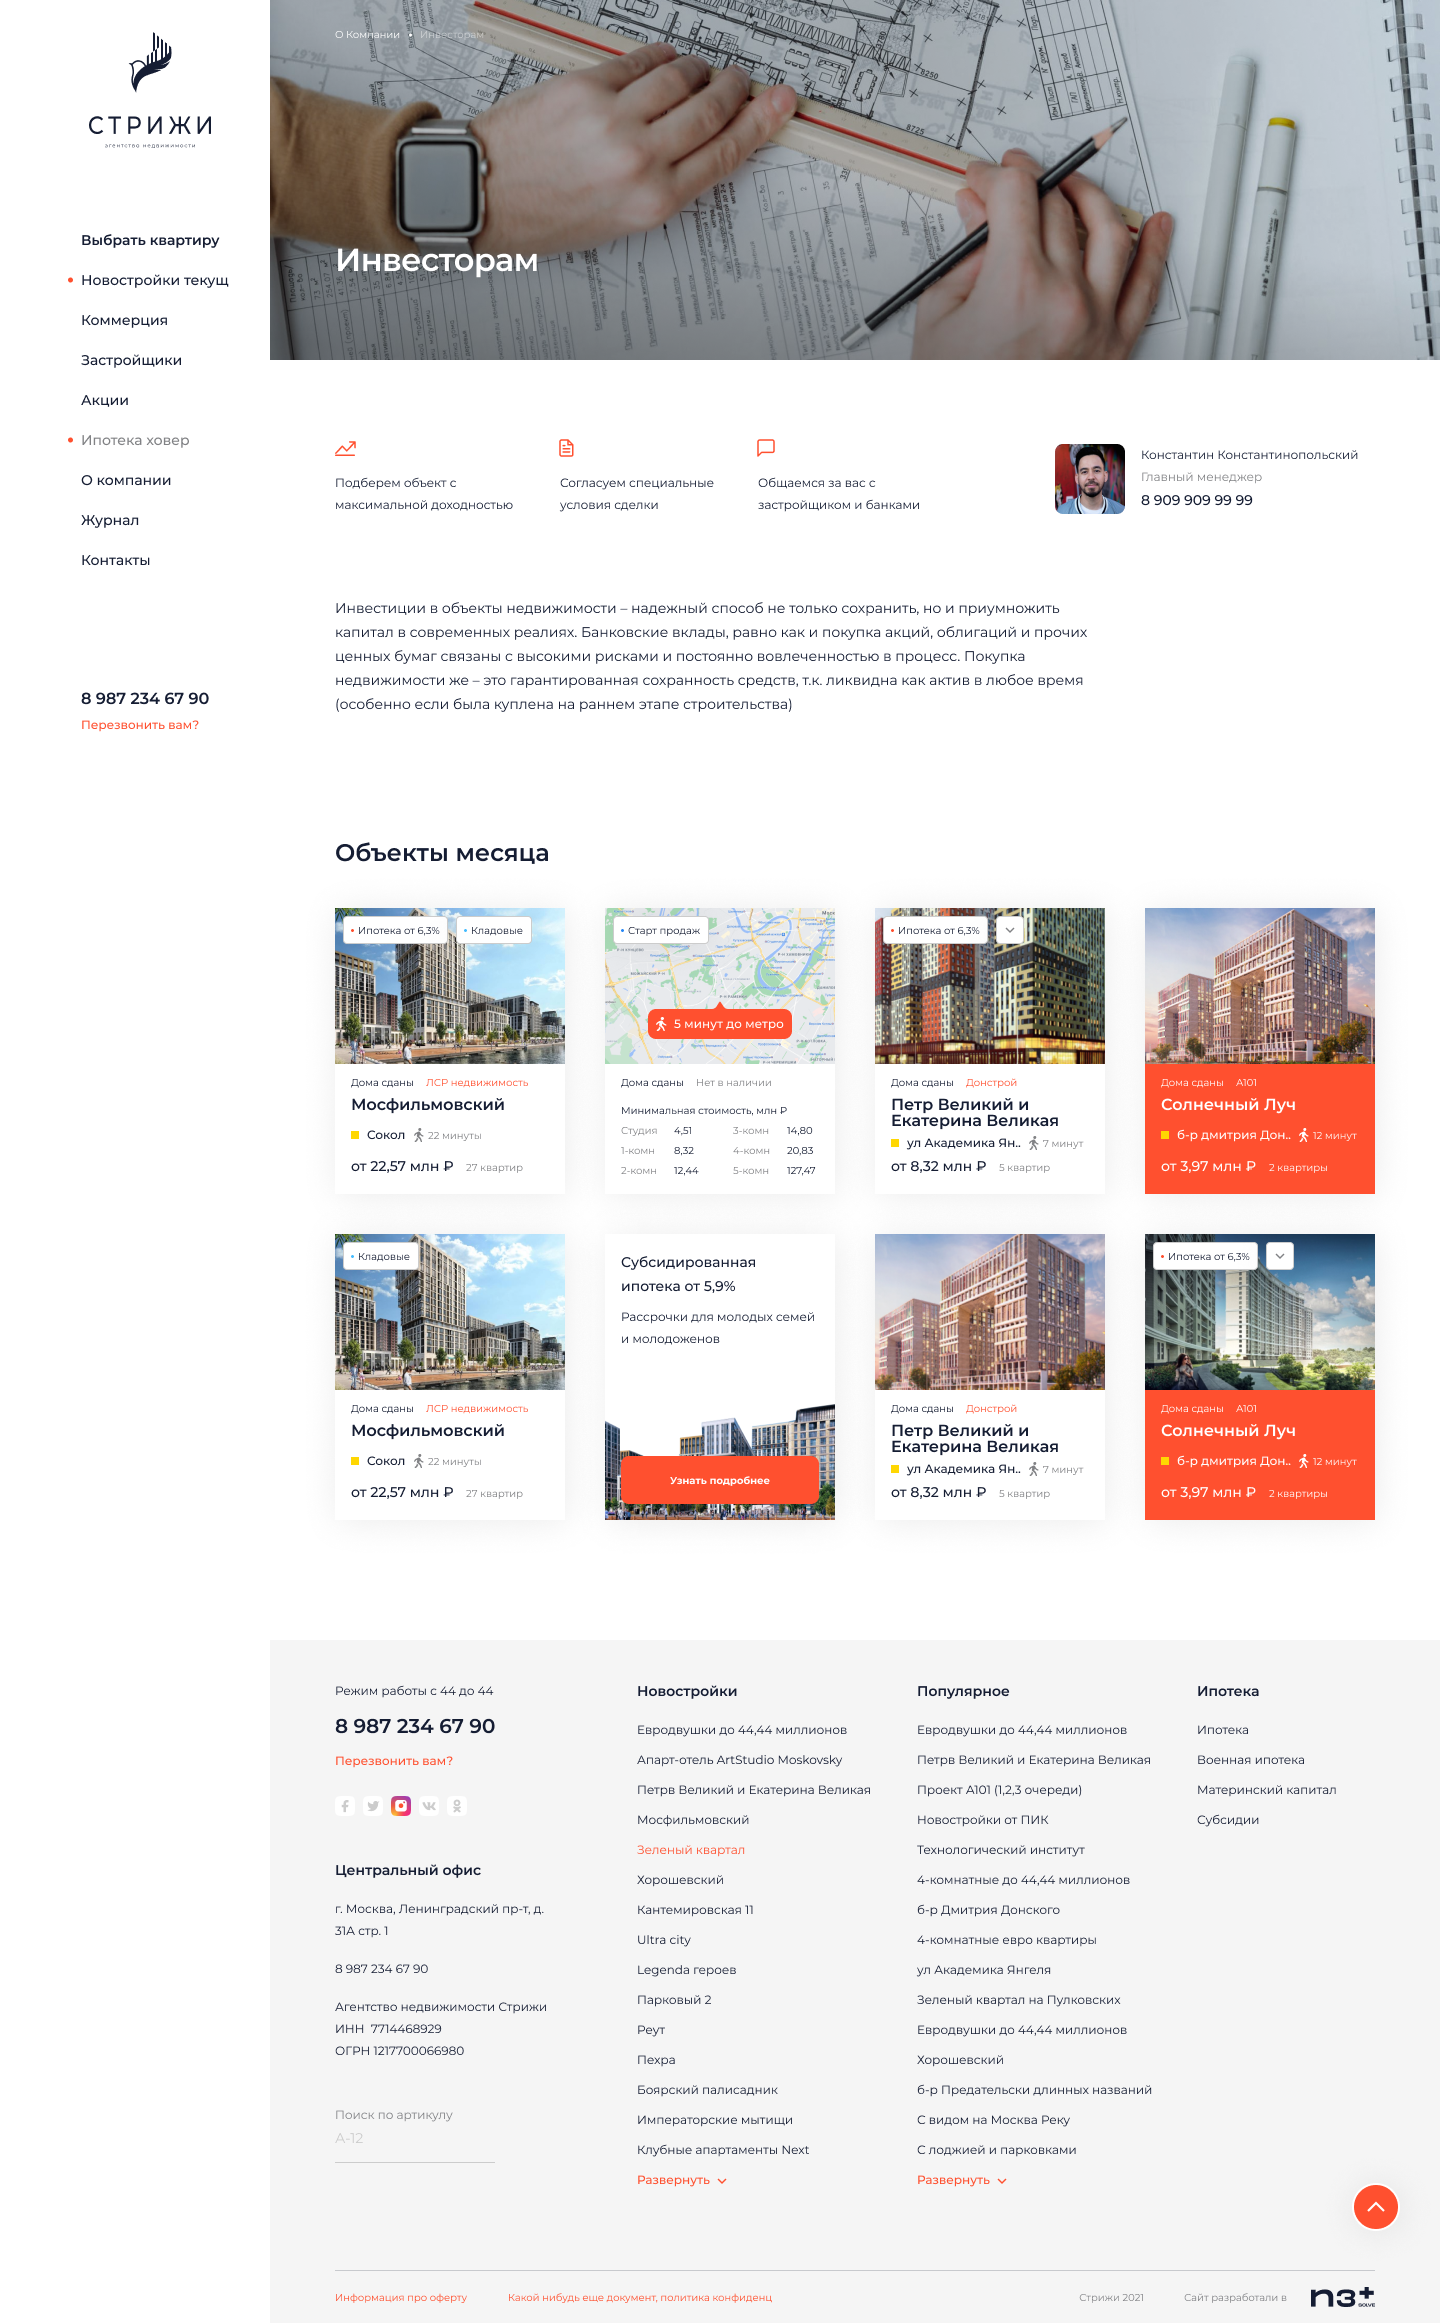 СТРИЖИ
агентство недвижимости
Выбрать квартиру
Новостройки текущ
Коммерция
Застройщики
Акции
Ипотека ховер
О компании
Журнал
Контакты
8 987 234 67 90
Перезвонить вам?
О Компании • Инвесторам
Инвесторам
Подберем объект с
максимальной доходностью
Согласуем специальные
условия сделки
Общаемся за вас с
застройщиком и банками
Константин Константинопольский
Главный менеджер
8 909 909 99 99
Инвестиции в объекты недвижимости – надежный способ не только сохранить, но и приумножить
капитал в современных реалиях. Банковские вклады, равно как и покупка акций, облигаций и прочих
ценных бумаг связаны с высокими рисками и постоянно вовлеченностью в процесс. Покупка
недвижимости же – это гарантированная сохранность средств, т.к. ликвидна как актив в любое время
(особенно если была куплена на раннем этапе строительства)
Объекты месяца
Ипотека от 6,3% Кладовые
Дома сданы ЛСР недвижимость
Мосфильмовский
Сокол 22 минуты
от 22,57 млн ₽ 27 квартир
Старт продаж
5 минут до метро
Дома сданы Нет в наличии
Минимальная стоимость, млн ₽
Студия 4,51 3-комн 14,80
1-комн 8,32 4-комн 20,83
2-комн 12,44 5-комн 127,47
Ипотека от 6,3%
Дома сданы Донстрой
Петр Великий и
Екатерина Великая
ул Академика Ян.. 7 минут
от 8,32 млн ₽ 5 квартир
Дома сданы А101
Солнечный Луч
б-р дмитрия Дон.. 12 минут
от 3,97 млн ₽ 2 квартиры
Кладовые
Дома сданы ЛСР недвижимость
Мосфильмовский
Сокол 22 минуты
от 22,57 млн ₽ 27 квартир
Субсидированная
ипотека от 5,9%
Рассрочки для молодых семей
и молодоженов
Узнать подробнее
Дома сданы Донстрой
Петр Великий и
Екатерина Великая
ул Академика Ян.. 7 минут
от 8,32 млн ₽ 5 квартир
Ипотека от 6,3%
Дома сданы А101
Солнечный Луч
б-р дмитрия Дон.. 12 минут
от 3,97 млн ₽ 2 квартиры
Режим работы с 44 до 44
8 987 234 67 90
Перезвонить вам?
Центральный офис
г. Москва, Ленинградский пр-т, д.
31А стр. 1
8 987 234 67 90
Агентство недвижимости Стрижи
ИНН 7714468929
ОГРН 1217700066980
Поиск по артикулу
А-12
Новостройки
Евродвушки до 44,44 миллионов
Апарт-отель ArtStudio Moskovsky
Петрв Великий и Екатерина Великая
Мосфильмовский
Зеленый квартал
Хорошевский
Кантемировская 11
Ultra city
Legenda героев
Парковый 2
Реут
Пехра
Боярский палисадник
Императорские мытищи
Клубные апартаменты Next
Развернуть
Популярное
Евродвушки до 44,44 миллионов
Петрв Великий и Екатерина Великая
Проект А101 (1,2,3 очереди)
Новостройки от ПИК
Технологический институт
4-комнатные до 44,44 миллионов
б-р Дмитрия Донского
4-комнатные евро квартиры
ул Академика Янгеля
Зеленый квартал на Пулковских
Евродвушки до 44,44 миллионов
Хорошевский
б-р Предательски длинных названий
С видом на Москва Реку
С лоджией и парковками
Развернуть
Ипотека
Ипотека
Военная ипотека
Материнский капитал
Субсидии
Информация про оферту
Какой нибудь еще документ, политика конфиденц
Стрижи 2021
Сайт разработали в
n3+
SOLVE